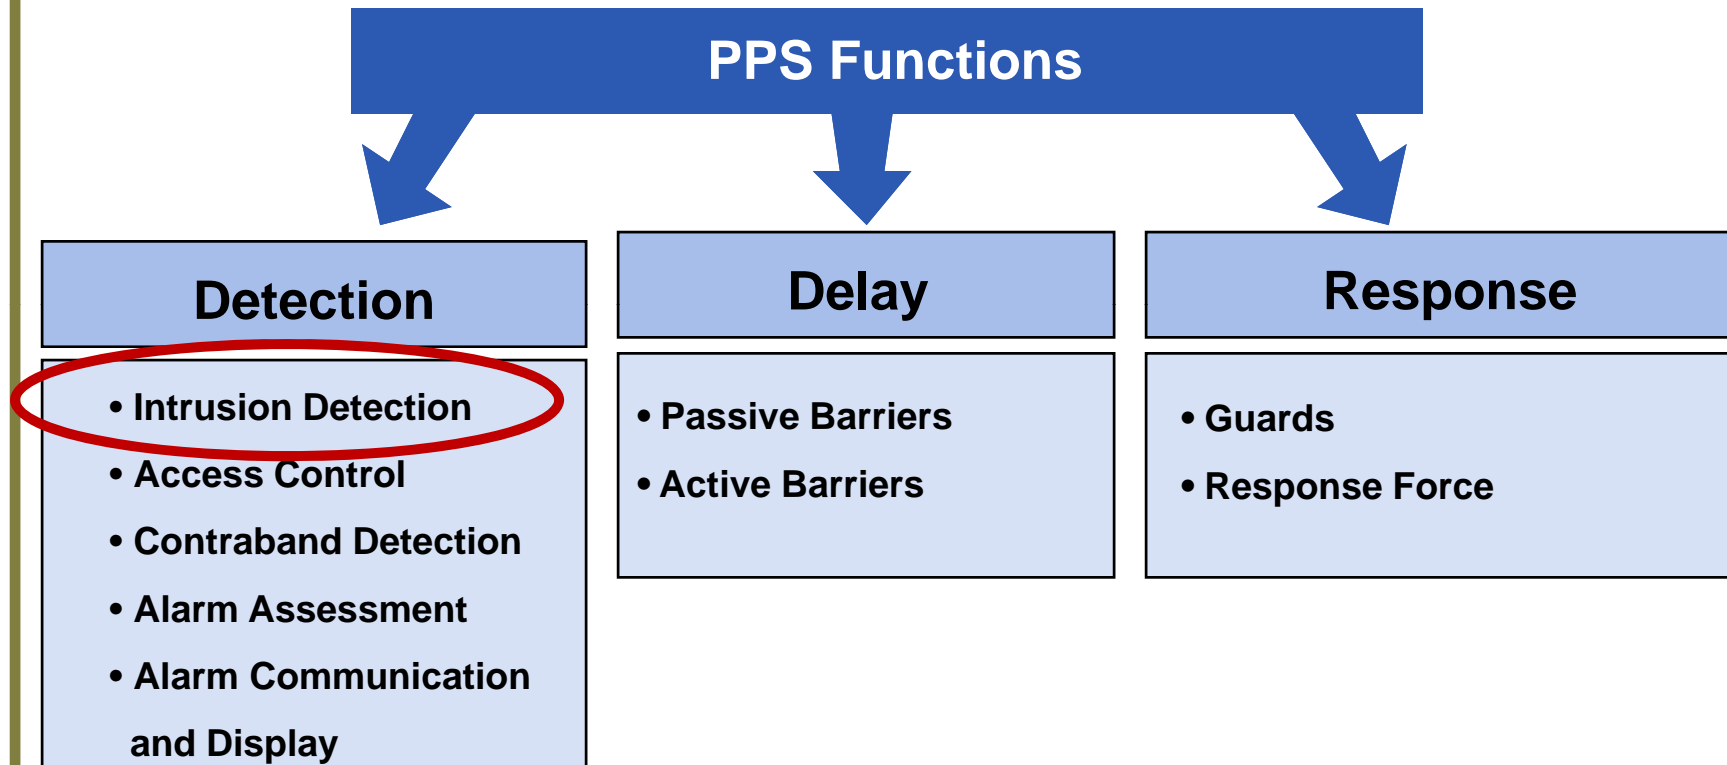 PPS Functions
Detection
• Intrusion Detection
• Access Control
• Contraband Detection
• Alarm Assessment
• Alarm Communication
and Display
Delay
• Passive Barriers
• Active Barriers
Response
• Guards
• Response Force